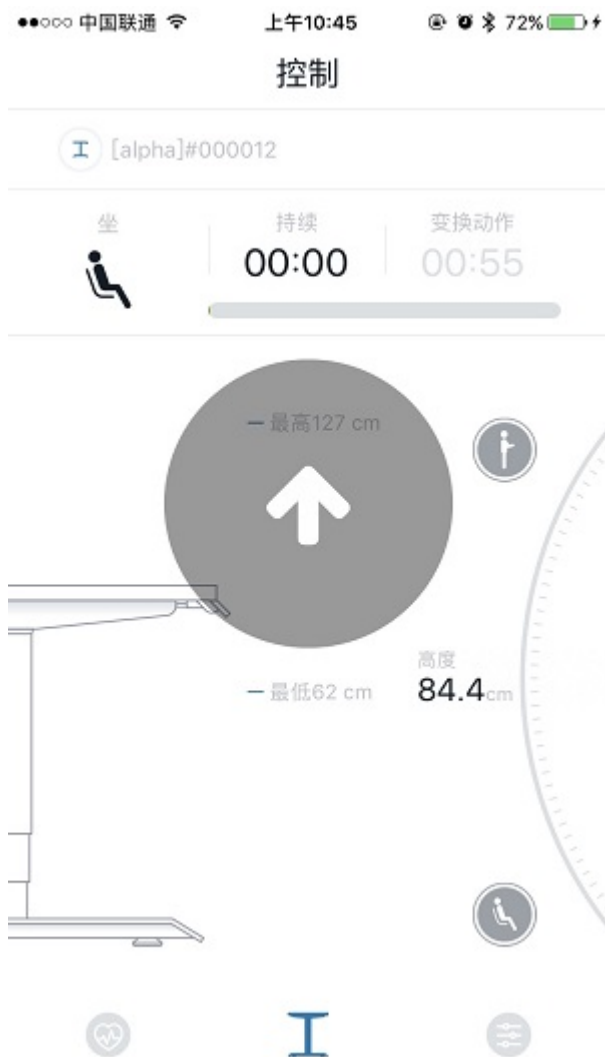 中国联通 上午10:45 72%
控制
[alpha]#000012
坐 持续 变换动作
00:00 00:55
最高127 cm
高度
最低62 cm 84.4cm